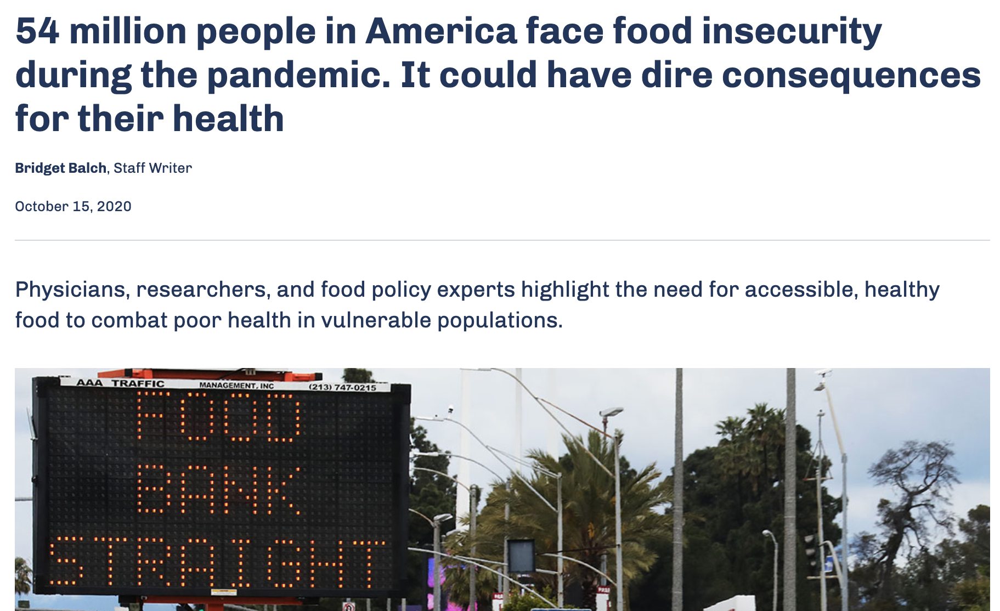 54 million people in America face food insecurity
during the pandemic. It could have dire consequences
for their health
Bridget Balch, Staff Writer
October 15, 2020
Physicians, researchers, and food policy experts highlight the need for accessible, healthy
food to combat poor health in vulnerable populations.
AAA TRAFFIC MANAGEMENT, INC (213) 747-0215
FOOD
BANK
STRAIGHT